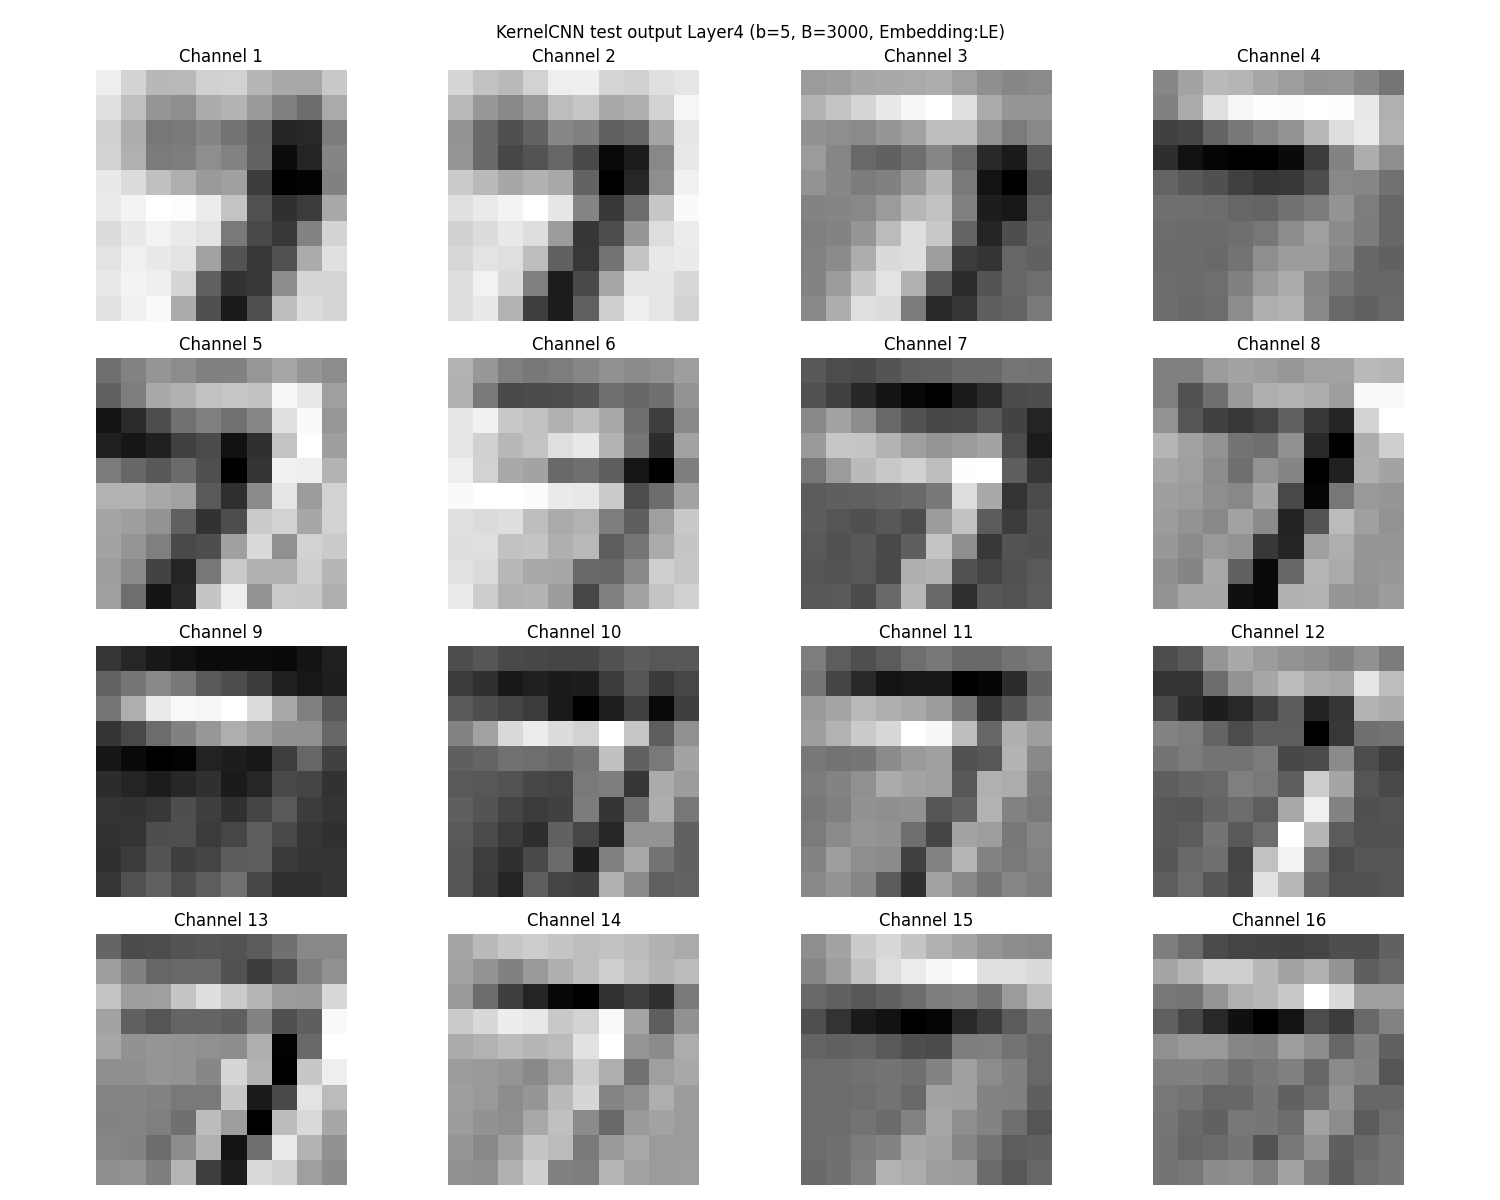 KernelCNN test output Layer4 (b=5, B=3000, Embedding:LE)
Channel 1
Channel 2
Channel 3
Channel 4
Channel 5
Channel 6
Channel 7
Channel 8
Channel 9
Channel 10
Channel 11
Channel 12
Channel 13
Channel 14
Channel 15
Channel 16